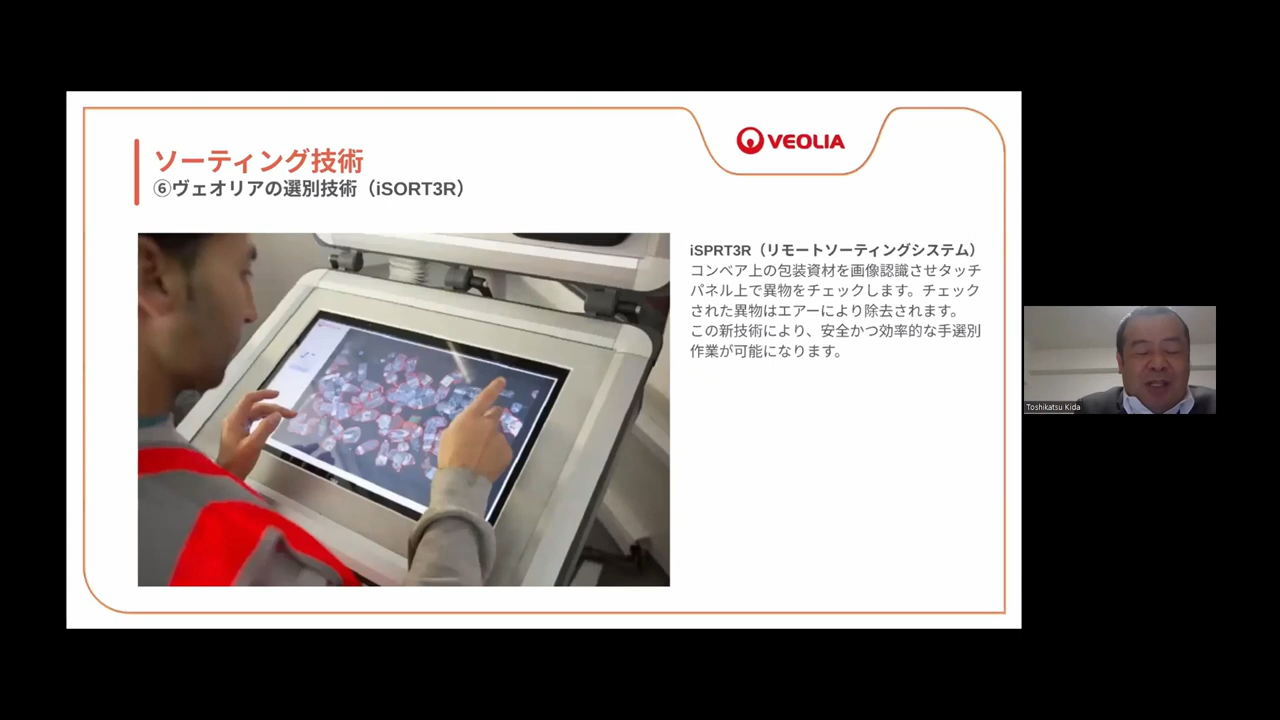 ソーティング技術
⑥ヴェオリアの選別技術（iSORT3R）
VEOLIA
iSPRT3R（リモートソーティングシステム）
コンベア上の包装資材を画像認識させタッチ
パネル上で異物をチェックします。チェック
された異物はエアーにより除去されます。
この新技術により、安全かつ効率的な手選別
作業が可能になります。
Toshikatsu Kida